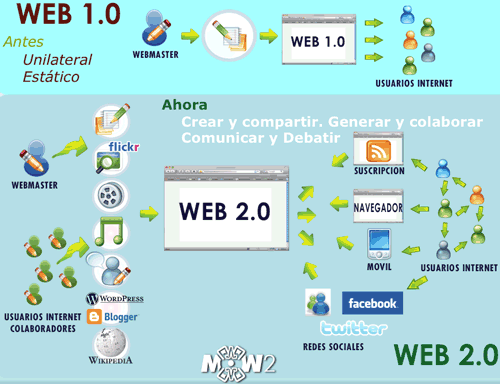 WEB 1.0
Antes
Unilateral
Estático
WEBMASTER
WEB 1.0
USUARIOS INTERNET
Ahora
Crear y compartir. Generar y colaborar
Comunicar y Debatir
flickr
WEBMASTER
WEB 2.0
SUSCRIPCION
NAVEGADOR
MOVIL
USUARIOS INTERNET
USUARIOS INTERNET
COLABORADORES
WORDPRESS
Blogger
WIKIPEDIA
facebook
twitter
REDES SOCIALES
MW2
WEB 2.0